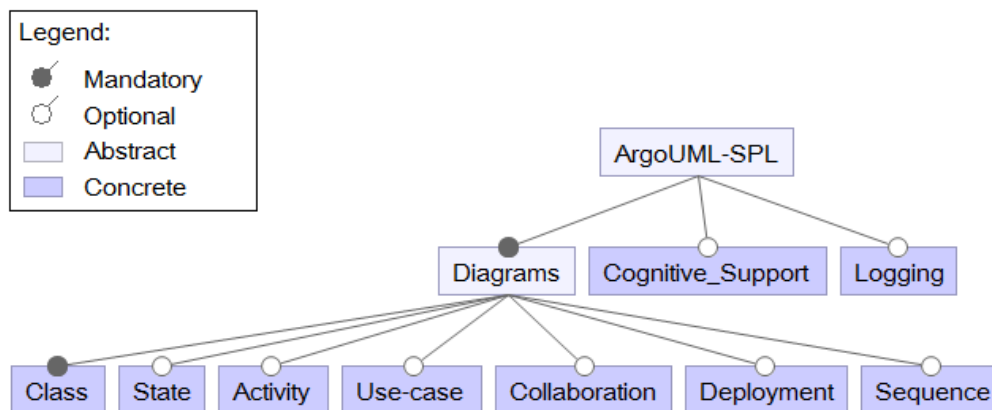 Legend:
Mandatory
Optional
Abstract
Concrete
ArgoUML-SPL
Diagrams
Cognitive_Support
Logging
Class
State
Activity
Use-case
Collaboration
Deployment
Sequence